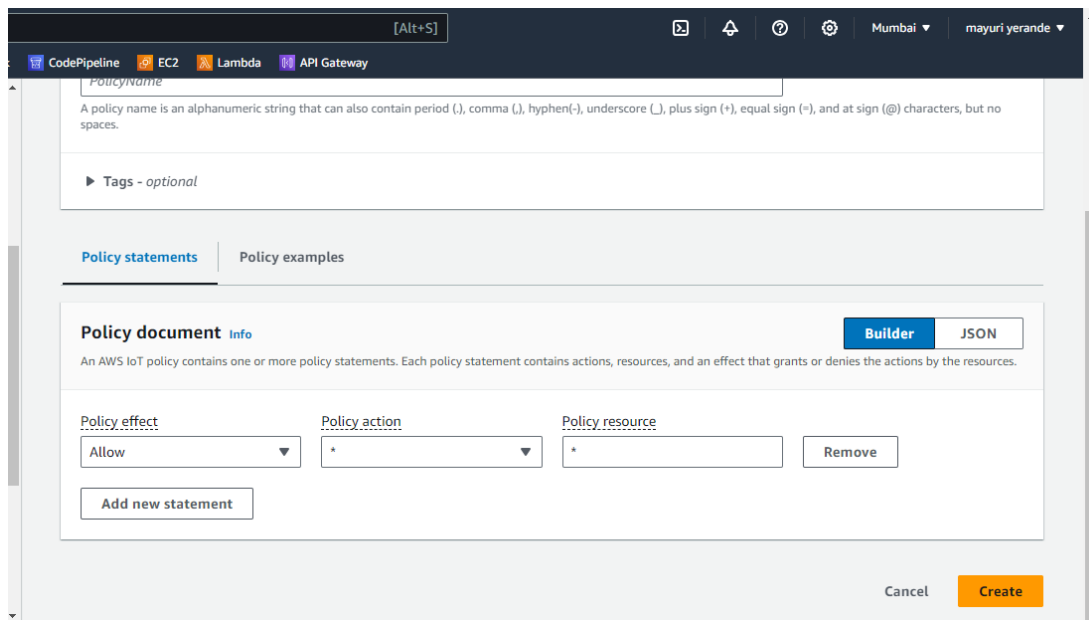 [Alt+S]
Mumbai ▼
mayuri yerande ▼
CodePipeline
EC2
Lambda
API Gateway
PolicyName
A policy name is an alphanumeric string that can also contain period (.), comma (,), hyphen(-), underscore (_), plus sign (+), equal sign (=), and at sign (@) characters, but no
spaces.
▶ Tags - optional
Policy statements
Policy examples
Policy document Info
Builder
JSON
An AWS IoT policy contains one or more policy statements. Each policy statement contains actions, resources, and an effect that grants or denies the actions by the resources.
Policy effect
Policy action
Policy resource
Allow
*
*
Remove
Add new statement
Cancel
Create